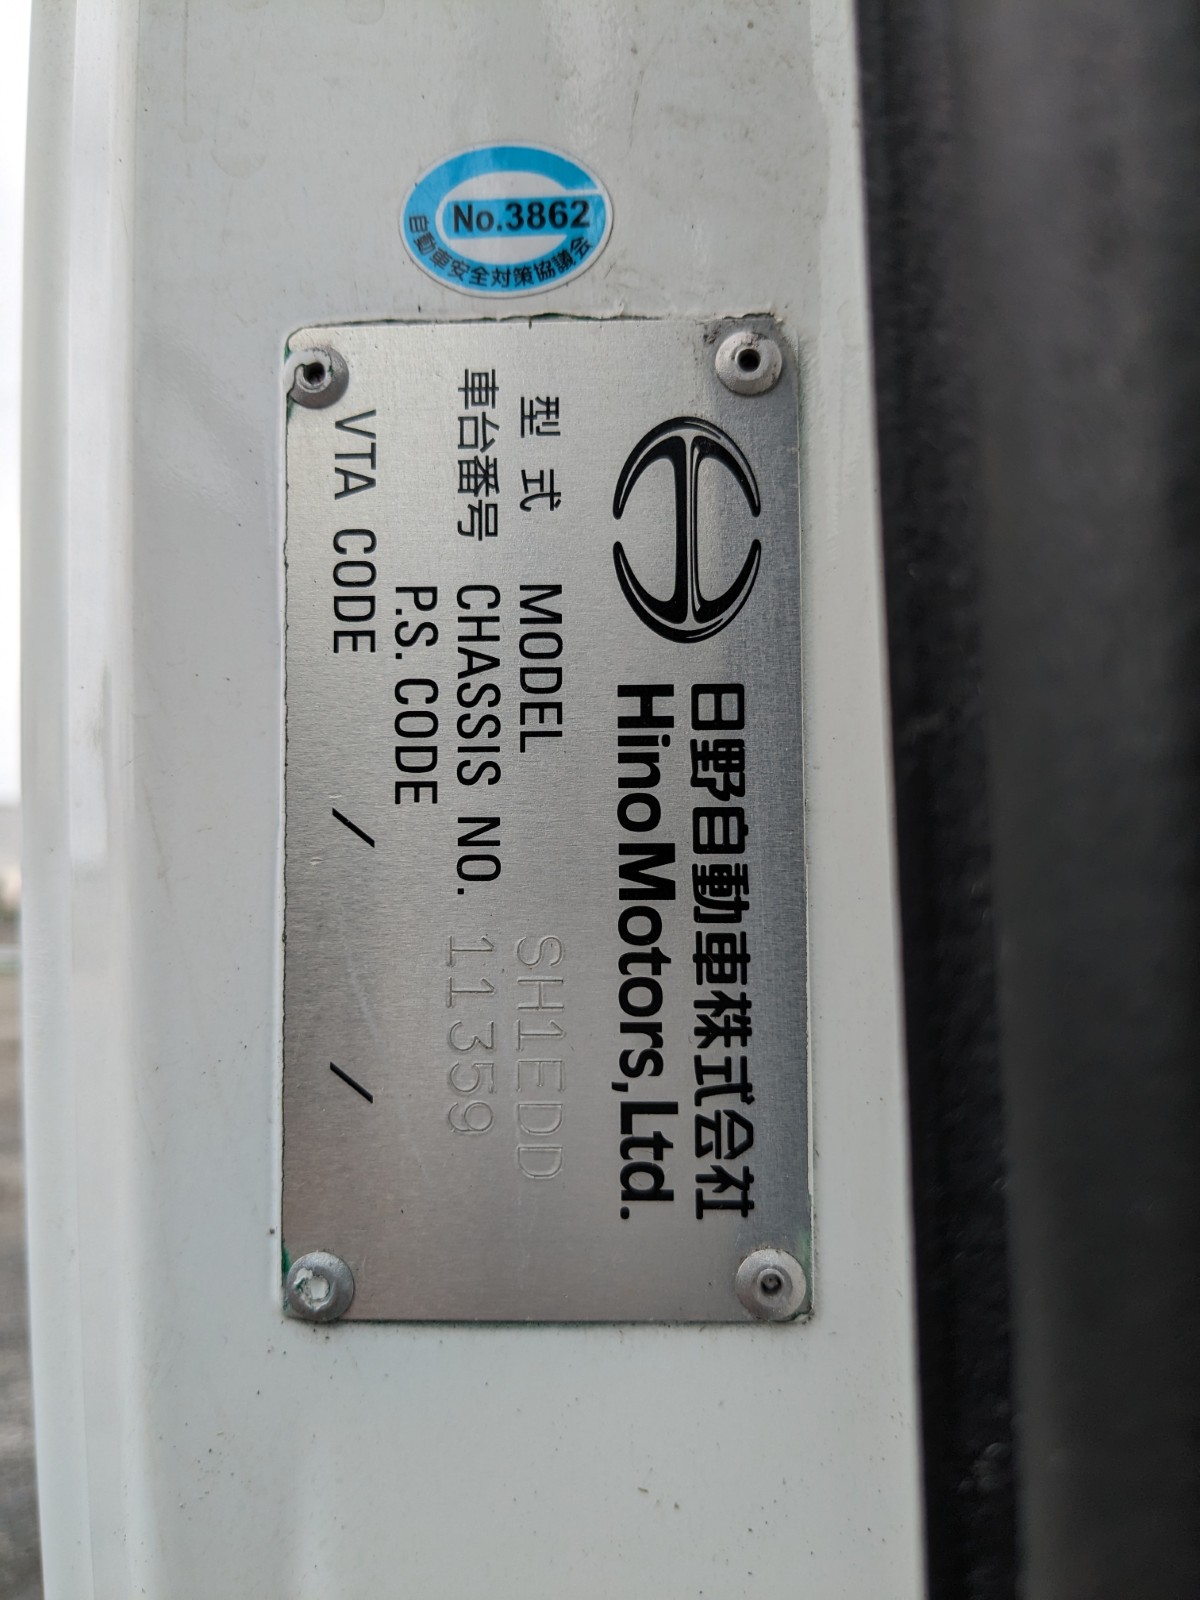 No.3862
自動車安全対策協議会
日野自動車株式会社
Hino Motors, Ltd.
型式 MODEL SH1EDD
車台番号 CHASSIS NO. 11359
P.S. CODE
VTA CODE / /